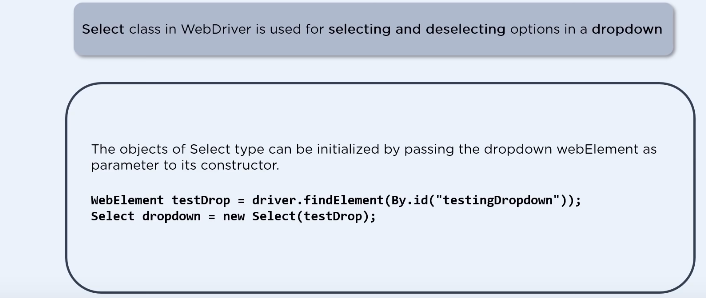 Select class in WebDriver is used for selecting and deselecting options in a dropdown
The objects of Select type can be initialized by passing the dropdown webElement as
parameter to its constructor.
WebElement testDrop = driver.findElement(By.id("testingDropdown"));
Select dropdown = new Select(testDrop);